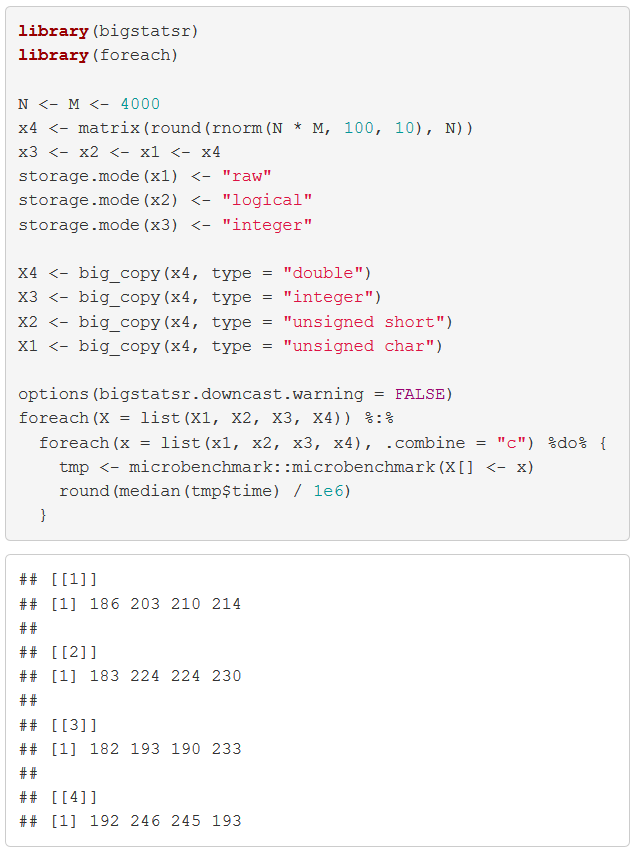 library(bigstatsr)
library(foreach)

N <- M <- 4000
x4 <- matrix(round(rnorm(N * M, 100, 10), N))
x3 <- x2 <- x1 <- x4
storage.mode(x1) <- "raw"
storage.mode(x2) <- "logical"
storage.mode(x3) <- "integer"

X4 <- big_copy(x4, type = "double")
X3 <- big_copy(x4, type = "integer")
X2 <- big_copy(x4, type = "unsigned short")
X1 <- big_copy(x4, type = "unsigned char")

options(bigstatsr.downcast.warning = FALSE)
foreach(X = list(X1, X2, X3, X4)) %:%
  foreach(x = list(x1, x2, x3, x4), .combine = "c") %do% {
    tmp <- microbenchmark::microbenchmark(X[] <- x)
    round(median(tmp$time) / 1e6)
  }

## [[1]]
## [1] 186 203 210 214
##
## [[2]]
## [1] 183 224 224 230
##
## [[3]]
## [1] 182 193 190 233
##
## [[4]]
## [1] 192 246 245 193